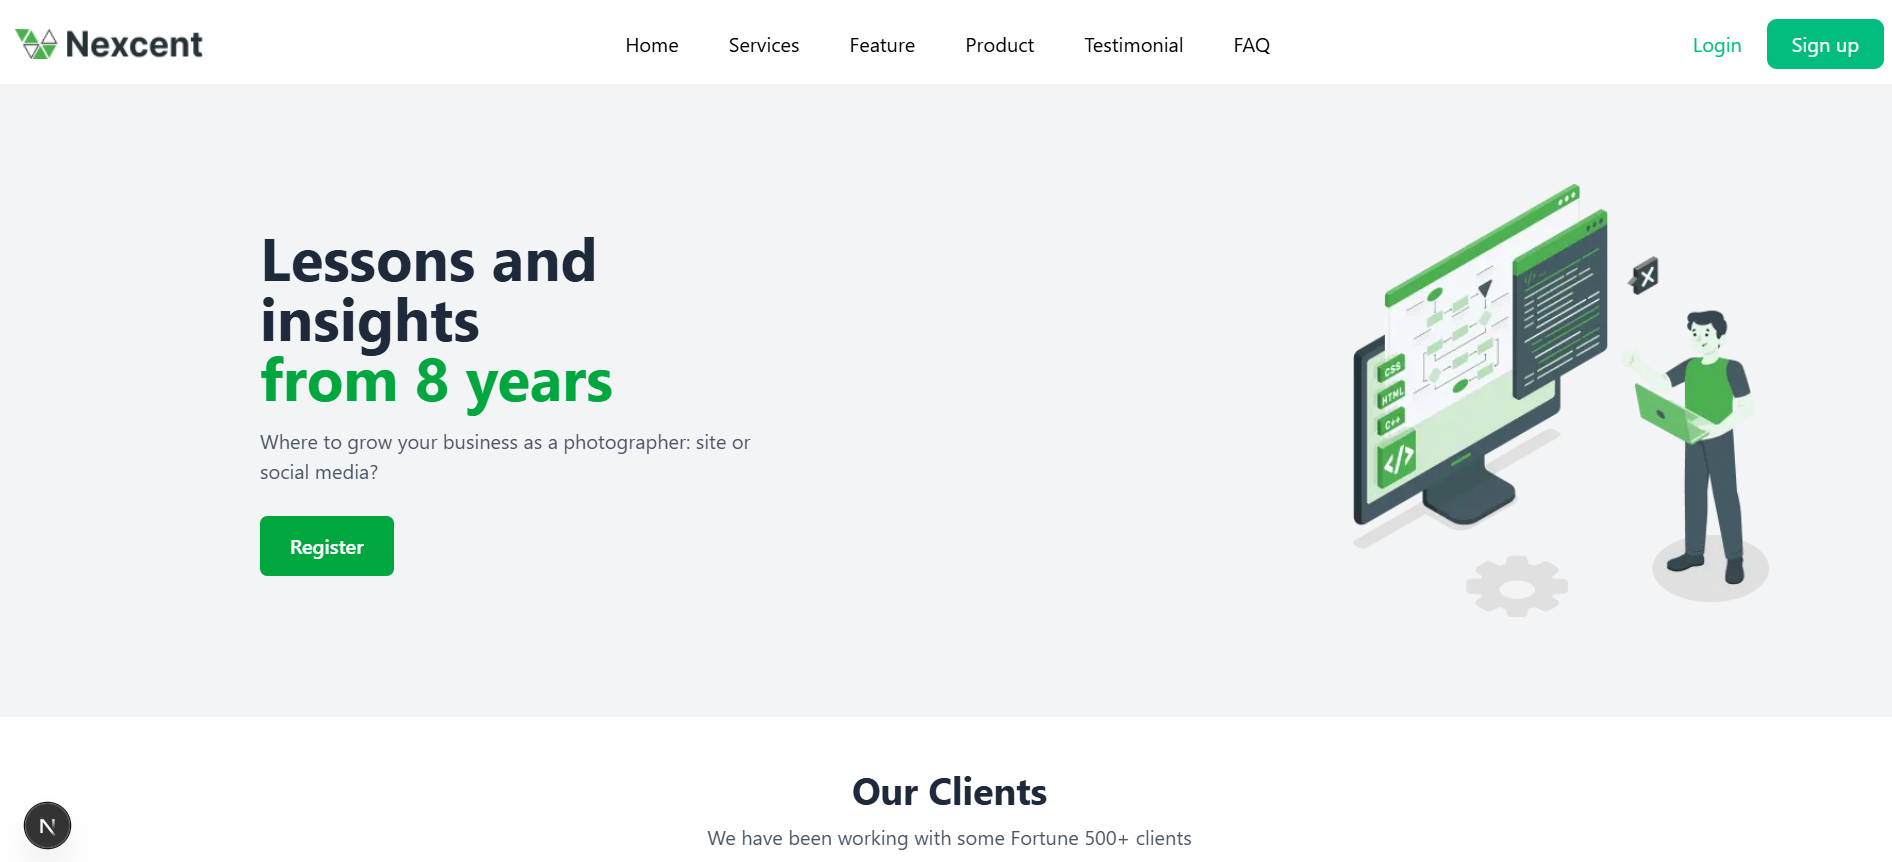 Nexcent
Home Services Feature Product Testimonial FAQ
Login Sign up
Lessons and
insights
from 8 years
Where to grow your business as a photographer: site or
social media?
Register
CSS
HTML
C++
</>
Our Clients
We have been working with some Fortune 500+ clients
N